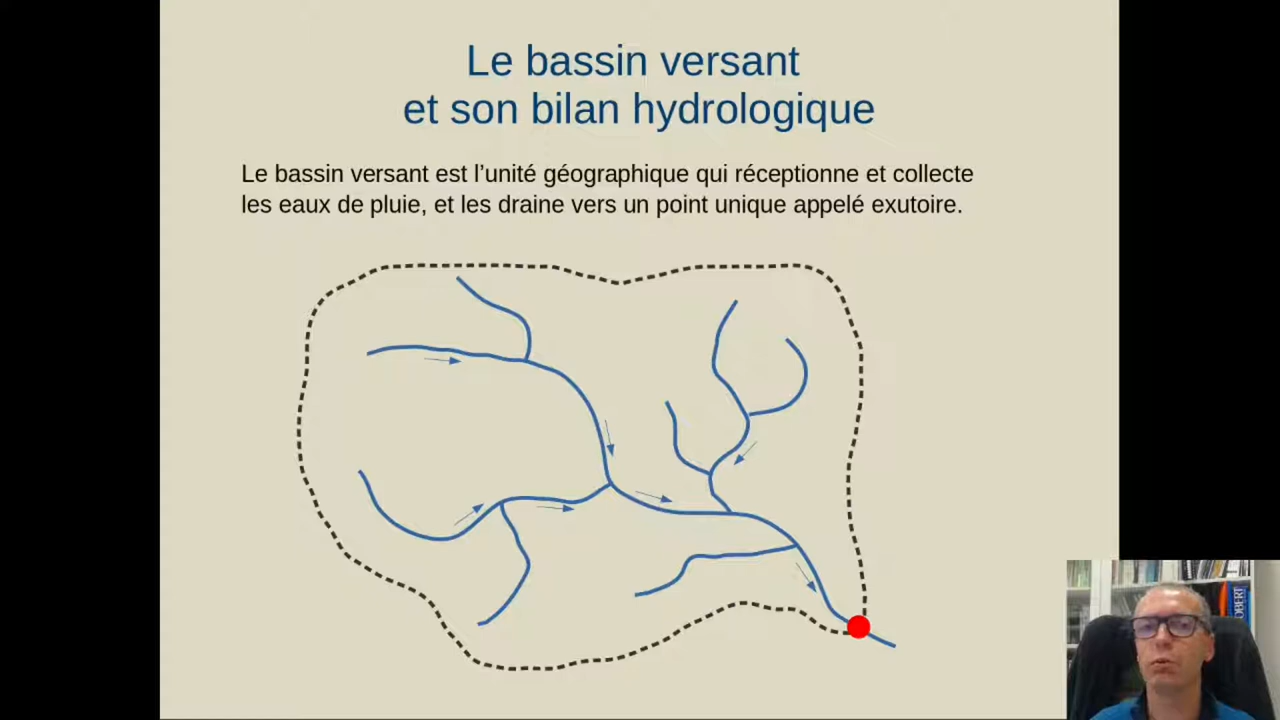 Le bassin versant
et son bilan hydrologique
Le bassin versant est l’unité géographique qui réceptionne et collecte
les eaux de pluie, et les draine vers un point unique appelé exutoire.
OBERT